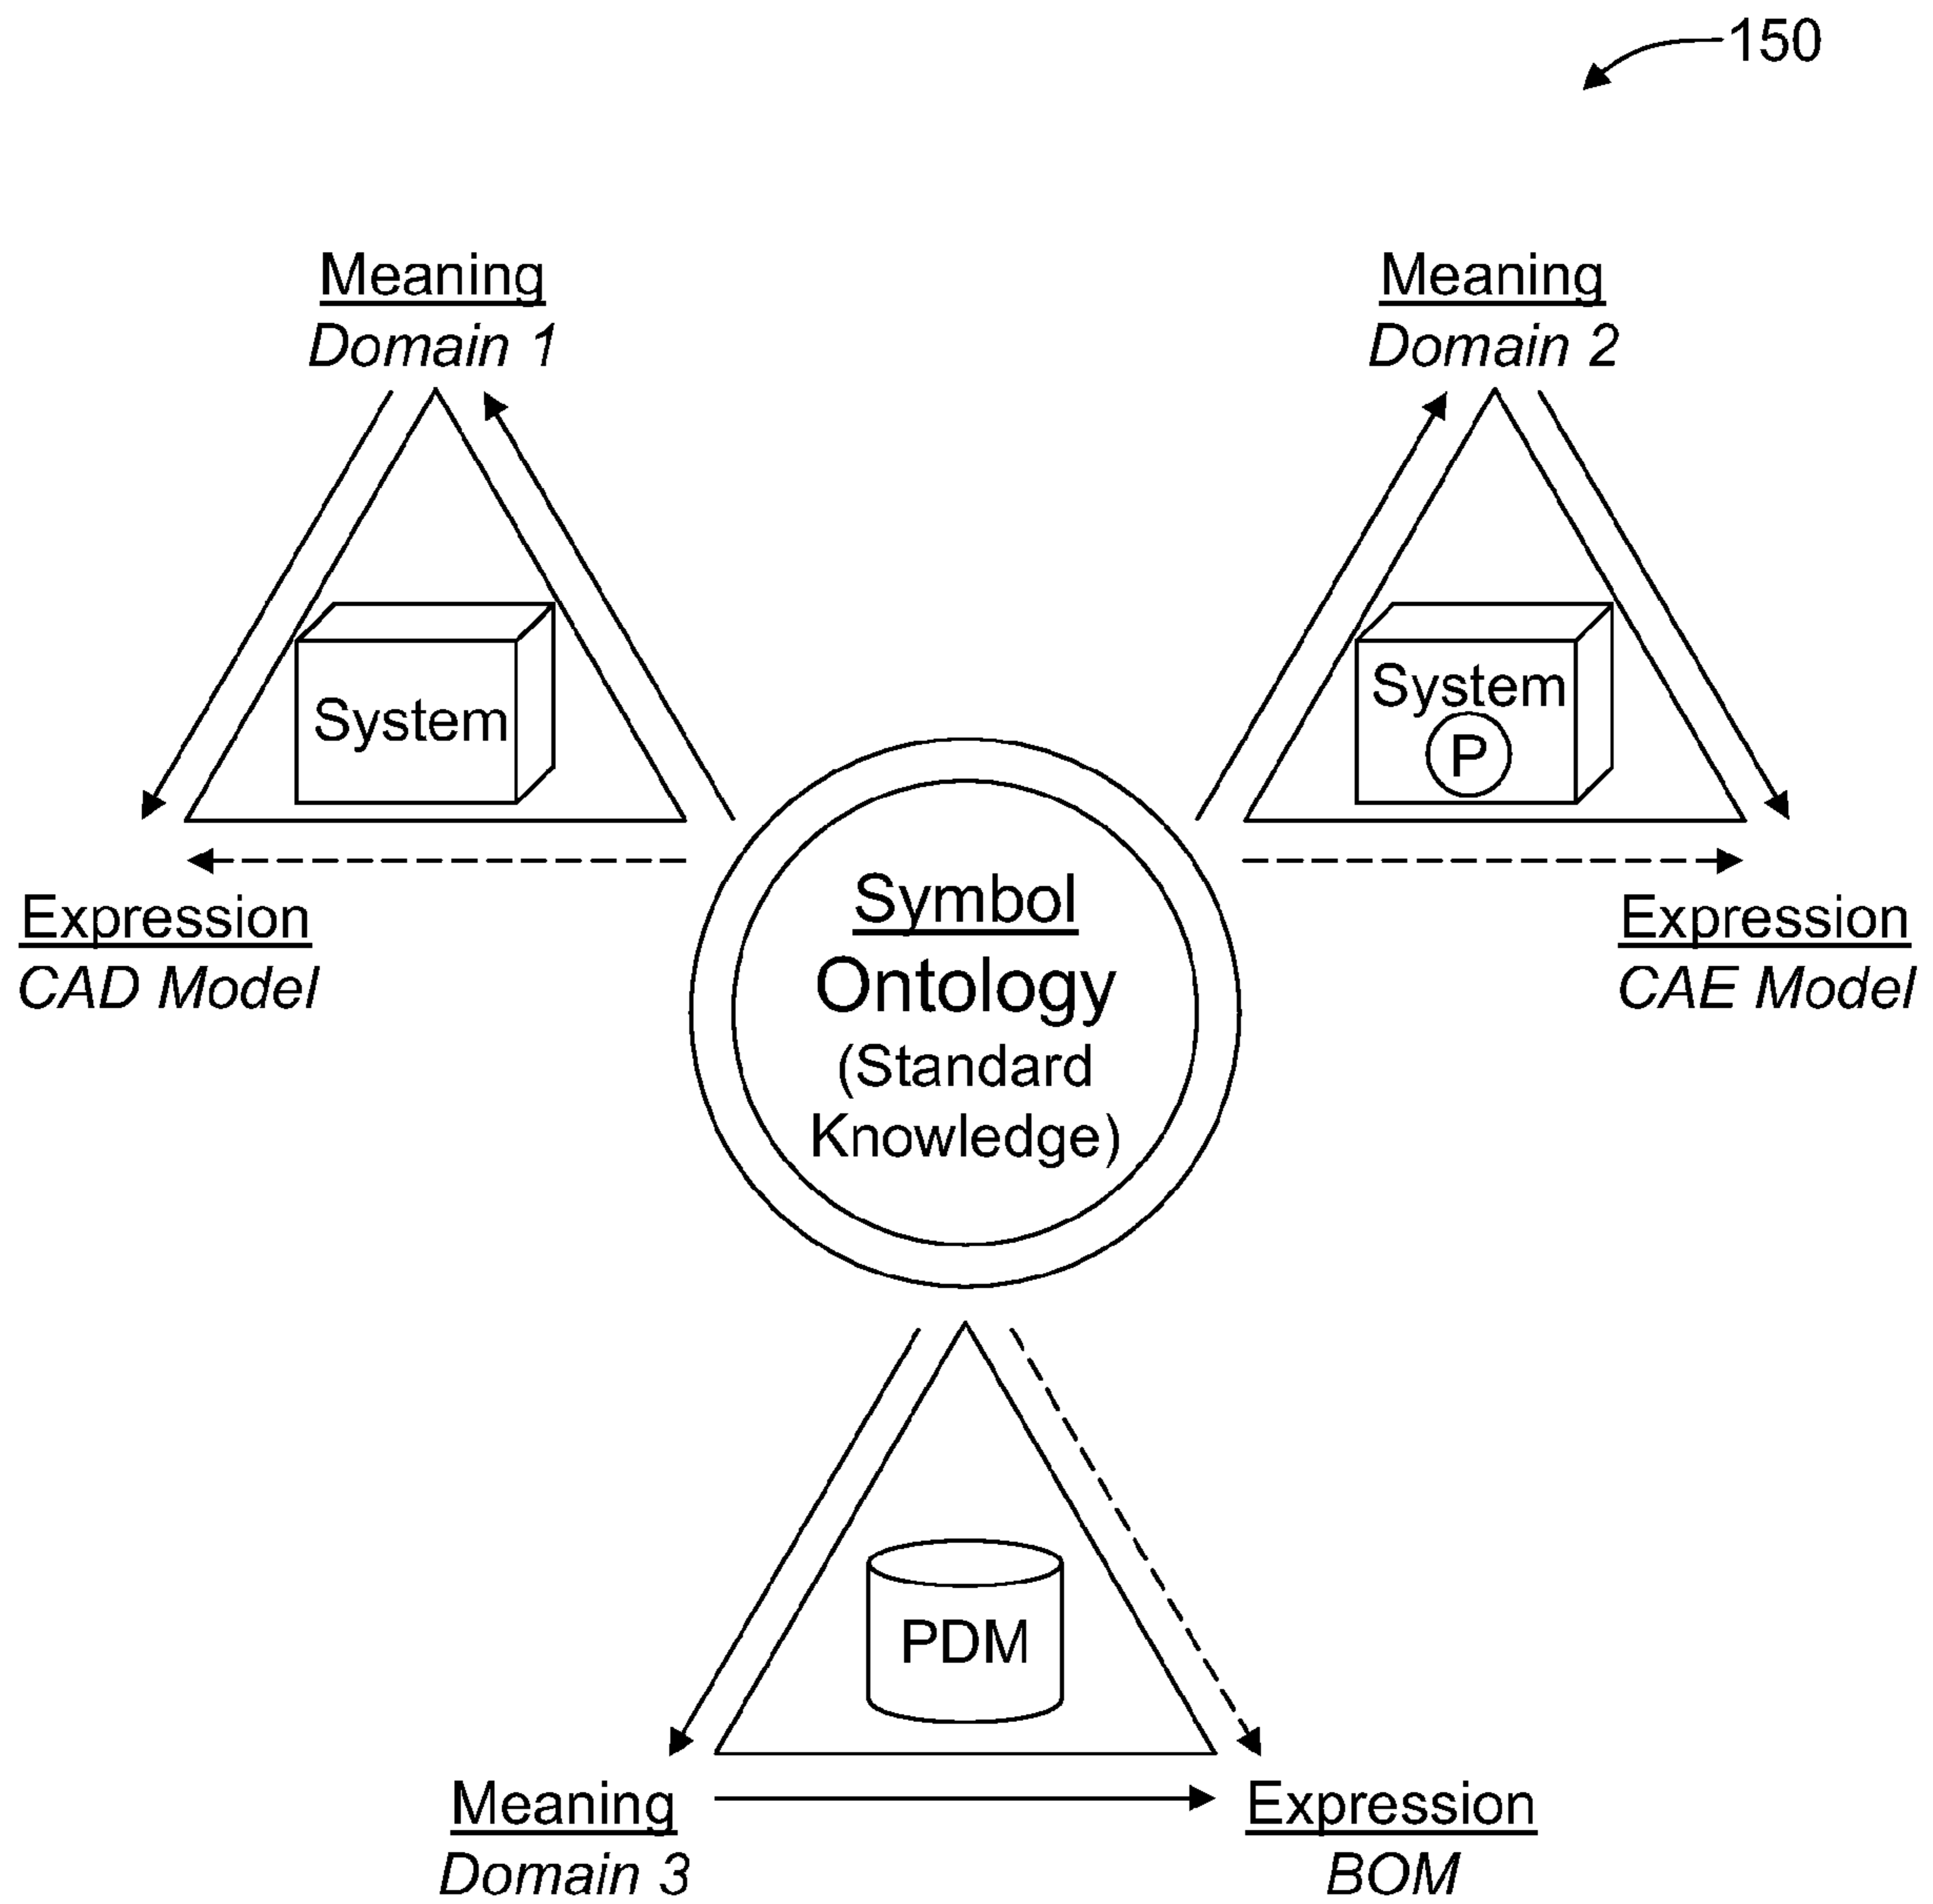 150
Meaning
Domain 1
Meaning
Domain 2
System
System
P
Expression
CAD Model
Symbol
Ontology
(Standard
Knowledge)
Expression
CAE Model
PDM
Meaning
Domain 3
Expression
BOM